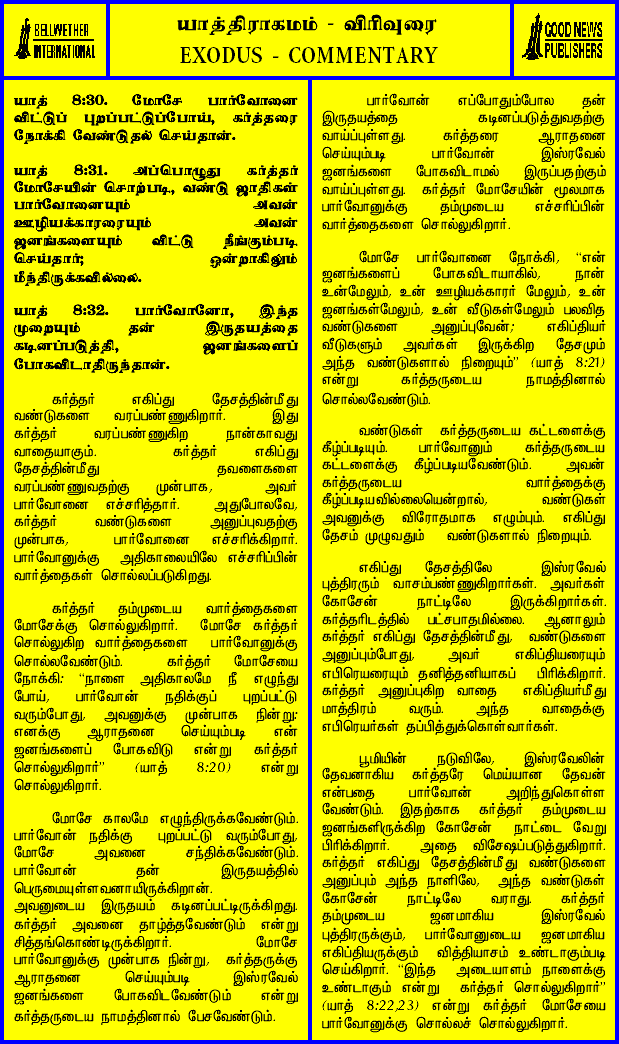 BELLWETHER
INTERNATIONAL
யாத்திராகமம் - விரிவுரை
EXODUS - COMMENTARY
GOOD NEWS
PUBLISHERS
யாத் 8:30. மோசே பார்வோனை
விட்டுப் புறப்பட்டுப்போய், கர்த்தரை
நோக்கி வேண்டுதல் செய்தான்.
யாத் 8:31. அப்பொழுது கர்த்தர்
மோசேயின் சொற்படி, வண்டு ஜாதிகள்
பார்வோனையும் அவன்
ஊழியக்காரரையும் அவன்
ஜனங்களையும் விட்டு நீங்கும்படி
செய்தார்; ஒன்றாகிலும்
மீந்திருக்கவில்லை.
யாத் 8:32. பார்வோனோ, இந்த
முறையும் தன் இருதயத்தை
கடினப்படுத்தி, ஜனங்களைப்
போகவிடாதிருந்தான்.
கர்த்தர் எகிப்து தேசத்தின்மீது
வண்டுகளை வரப்பண்ணுகிறார். இது
கர்த்தர் வரப்பண்ணுகிற நான்காவது
வாதையாகும். கர்த்தர் எகிப்து
தேசத்தின்மீது தவளைகளை
வரப்பண்ணுவதற்கு முன்பாக, அவர்
பார்வோனை எச்சரித்தார். அதுபோலவே,
கர்த்தர் வண்டுகளை அனுப்புவதற்கு
முன்பாக, பார்வோனை எச்சரிக்கிறார்.
பார்வோனுக்கு அதிகாலையிலே எச்சரிப்பின்
வார்த்தைகள் சொல்லப்படுகிறது.
கர்த்தர் தம்முடைய வார்த்தைகளை
மோசேக்கு சொல்லுகிறார். மோசே கர்த்தர்
சொல்லுகிற வார்த்தைகளை பார்வோனுக்கு
சொல்லவேண்டும். கர்த்தர் மோசேயை
நோக்கி: “நாளை அதிகாலமே நீ எழுந்து
போய், பார்வோன் நதிக்குப் புறப்பட்டு
வரும்போது, அவனுக்கு முன்பாக நின்று:
எனக்கு ஆராதனை செய்யும்படி என்
ஜனங்களைப் போகவிடு என்று கர்த்தர்
சொல்லுகிறார்” (யாத் 8:20) என்று
சொல்லுகிறார்.
மோசே காலமே எழுந்திருக்கவேண்டும்.
பார்வோன் நதிக்கு புறப்பட்டு வரும்போது,
மோசே அவனை சந்திக்கவேண்டும்.
பார்வோன் தன் இருதயத்தில்
பெருமையுள்ளவனாயிருக்கிறான்.
அவனுடைய இருதயம் கடினப்பட்டிருக்கிறது.
கர்த்தர் அவனை தாழ்த்தவேண்டும் என்று
சித்தங்கொண்டிருக்கிறார். மோசே
பார்வோனுக்கு முன்பாக நின்று, கர்த்தருக்கு
ஆராதனை செய்யும்படி இஸ்ரவேல்
ஜனங்களை போகவிடவேண்டும் என்று
கர்த்தருடைய நாமத்தினால் பேசவேண்டும்.
பார்வோன் எப்போதும்போல தன்
இருதயத்தை கடினப்படுத்துவதற்கு
வாய்ப்புள்ளது. கர்த்தரை ஆராதனை
செய்யும்படி பார்வோன் இஸ்ரவேல்
ஜனங்களை போகவிடாமல் இருப்பதற்கும்
வாய்ப்புள்ளது. கர்த்தர் மோசேயின் மூலமாக
பார்வோனுக்கு தம்முடைய எச்சரிப்பின்
வார்த்தைகளை சொல்லுகிறார்.
மோசே பார்வோனை நோக்கி, “என்
ஜனங்களைப் போகவிடாயாகில், நான்
உன்மேலும், உன் ஊழியக்காரர் மேலும், உன்
ஜனங்கள்மேலும், உன் வீடுகள்மேலும் பலவித
வண்டுகளை அனுப்புவேன்; எகிப்தியர்
வீடுகளும் அவர்கள் இருக்கிற தேசமும்
அந்த வண்டுகளால் நிறையும்” (யாத் 8:21)
என்று கர்த்தருடைய நாமத்தினால்
சொல்லவேண்டும்.
வண்டுகள் கர்த்தருடைய கட்டளைக்கு
கீழ்ப்படியும். பார்வோனும் கர்த்தருடைய
கட்டளைக்கு கீழ்ப்படியவேண்டும். அவன்
கர்த்தருடைய வார்த்தைக்கு
கீழ்ப்படியவில்லையென்றால், வண்டுகள்
அவனுக்கு விரோதமாக எழும்பும். எகிப்து
தேசம் முழுவதும் வண்டுகளால் நிறையும்.
எகிப்து தேசத்திலே இஸ்ரவேல்
புத்திரரும் வாசம்பண்ணுகிறார்கள். அவர்கள்
கோசேன் நாட்டிலே இருக்கிறார்கள்.
கர்த்தரிடத்தில் பட்சபாதமில்லை. ஆனாலும்
கர்த்தர் எகிப்து தேசத்தின்மீது, வண்டுகளை
அனுப்பும்போது, அவர் எகிப்தியரையும்
எபிரெயரையும் தனித்தனியாகப் பிரிக்கிறார்.
கர்த்தர் அனுப்புகிற வாதை எகிப்தியர்மீது
மாத்திரம் வரும். அந்த வாதைக்கு
எபிரெயர்கள் தப்பித்துக்கொள்வார்கள்.
பூமியின் நடுவிலே, இஸ்ரவேலின்
தேவனாகிய கர்த்தரே மெய்யான தேவன்
என்பதை பார்வோன் அறிந்துகொள்ள
வேண்டும். இதற்காக கர்த்தர் தம்முடைய
ஜனங்களிருக்கிற கோசேன் நாட்டை வேறு
பிரிக்கிறார். அதை விசேஷப்படுத்துகிறார்.
கர்த்தர் எகிப்து தேசத்தின்மீது வண்டுகளை
அனுப்பும் அந்த நாளிலே, அந்த வண்டுகள்
கோசேன் நாட்டிலே வராது. கர்த்தர்
தம்முடைய ஜனமாகிய இஸ்ரவேல்
புத்திரருக்கும், பார்வோனுடைய ஜனமாகிய
எகிப்தியருக்கும் வித்தியாசம் உண்டாகும்படி
செய்கிறார். “இந்த அடையாளம் நாளைக்கு
உண்டாகும் என்று கர்த்தர் சொல்லுகிறார்”
(யாத் 8:22,23) என்று கர்த்தர் மோசேயை
பார்வோனுக்கு சொல்லச் சொல்லுகிறார்.